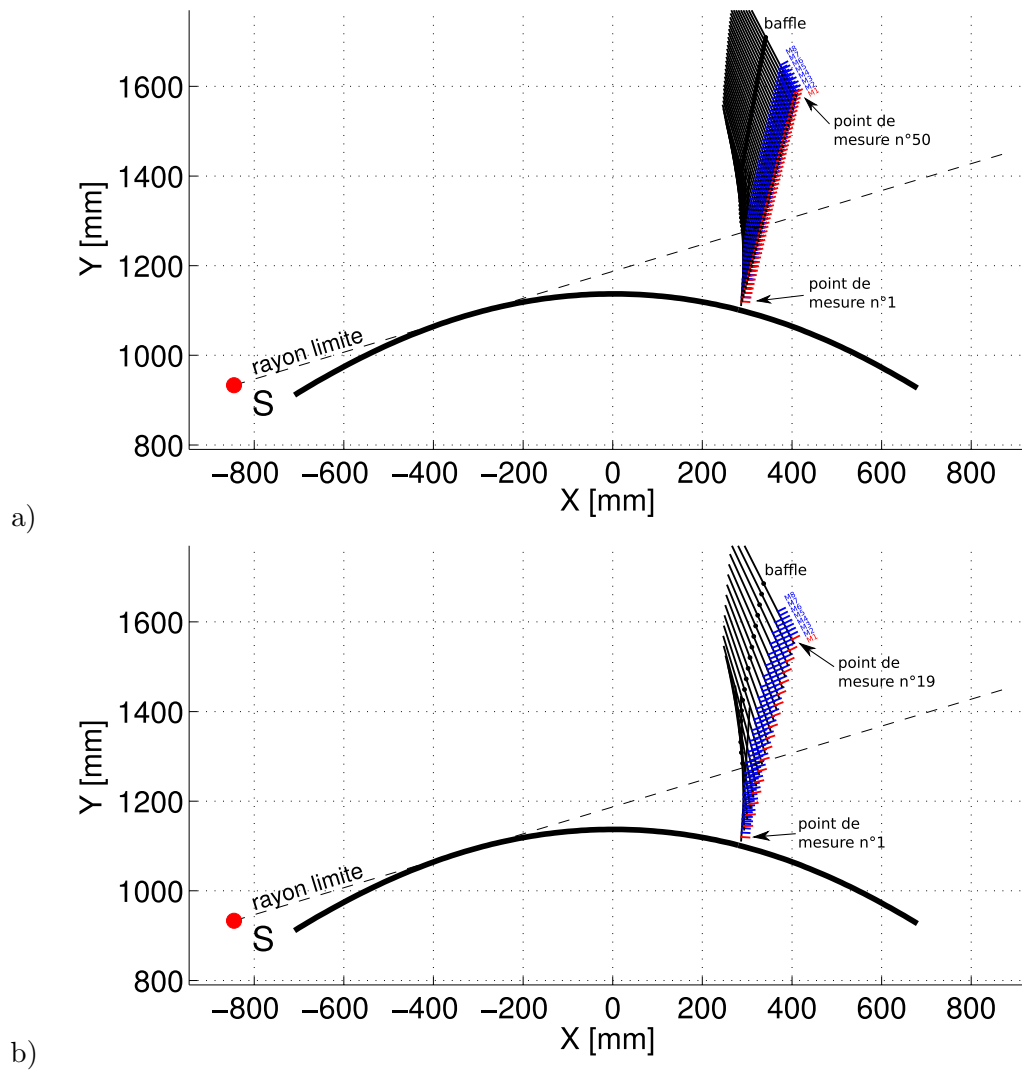 baffle
M1
1600
point de
mesure n°50
1400
Y [mm]
1200
point de
mesure n°1
1000
rayon limite
S
800
−800 −600 −400 −200 0 200 400 600 800
X [mm]
a)
baffle
M1
1600
point de
mesure n°19
1400
Y [mm]
1200
point de
mesure n°1
1000
rayon limite
S
800
−800 −600 −400 −200 0 200 400 600 800
X [mm]
b)